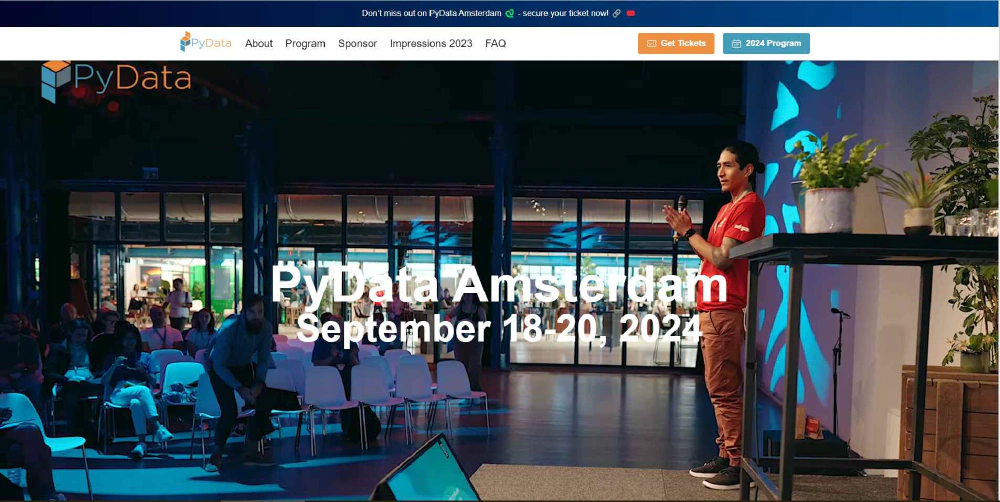 Don't miss out on PyData Amsterdam - secure your ticket now!
PyData About Program Sponsor Impressions 2023 FAQ Get Tickets 2024 Program
PyData
PyData Amsterdam
September 18-20, 2024